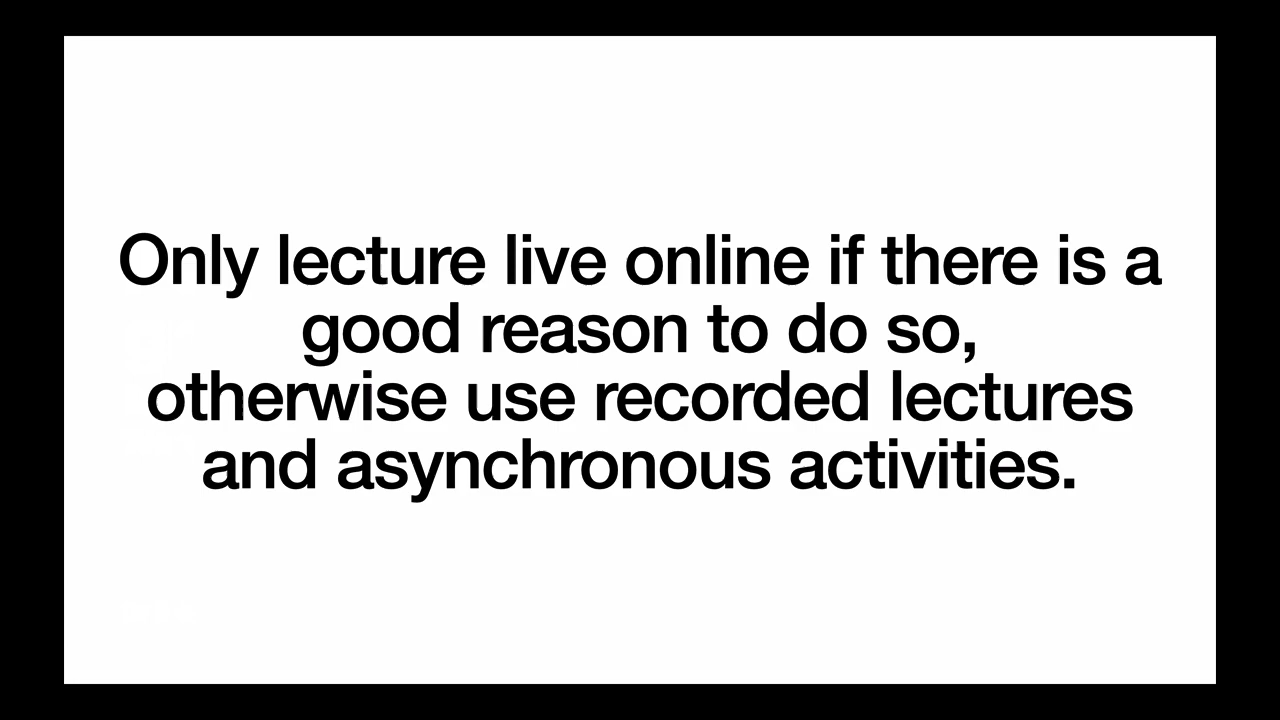 Only lecture live online if there is a
good reason to do so,
otherwise use recorded lectures
and asynchronous activities.